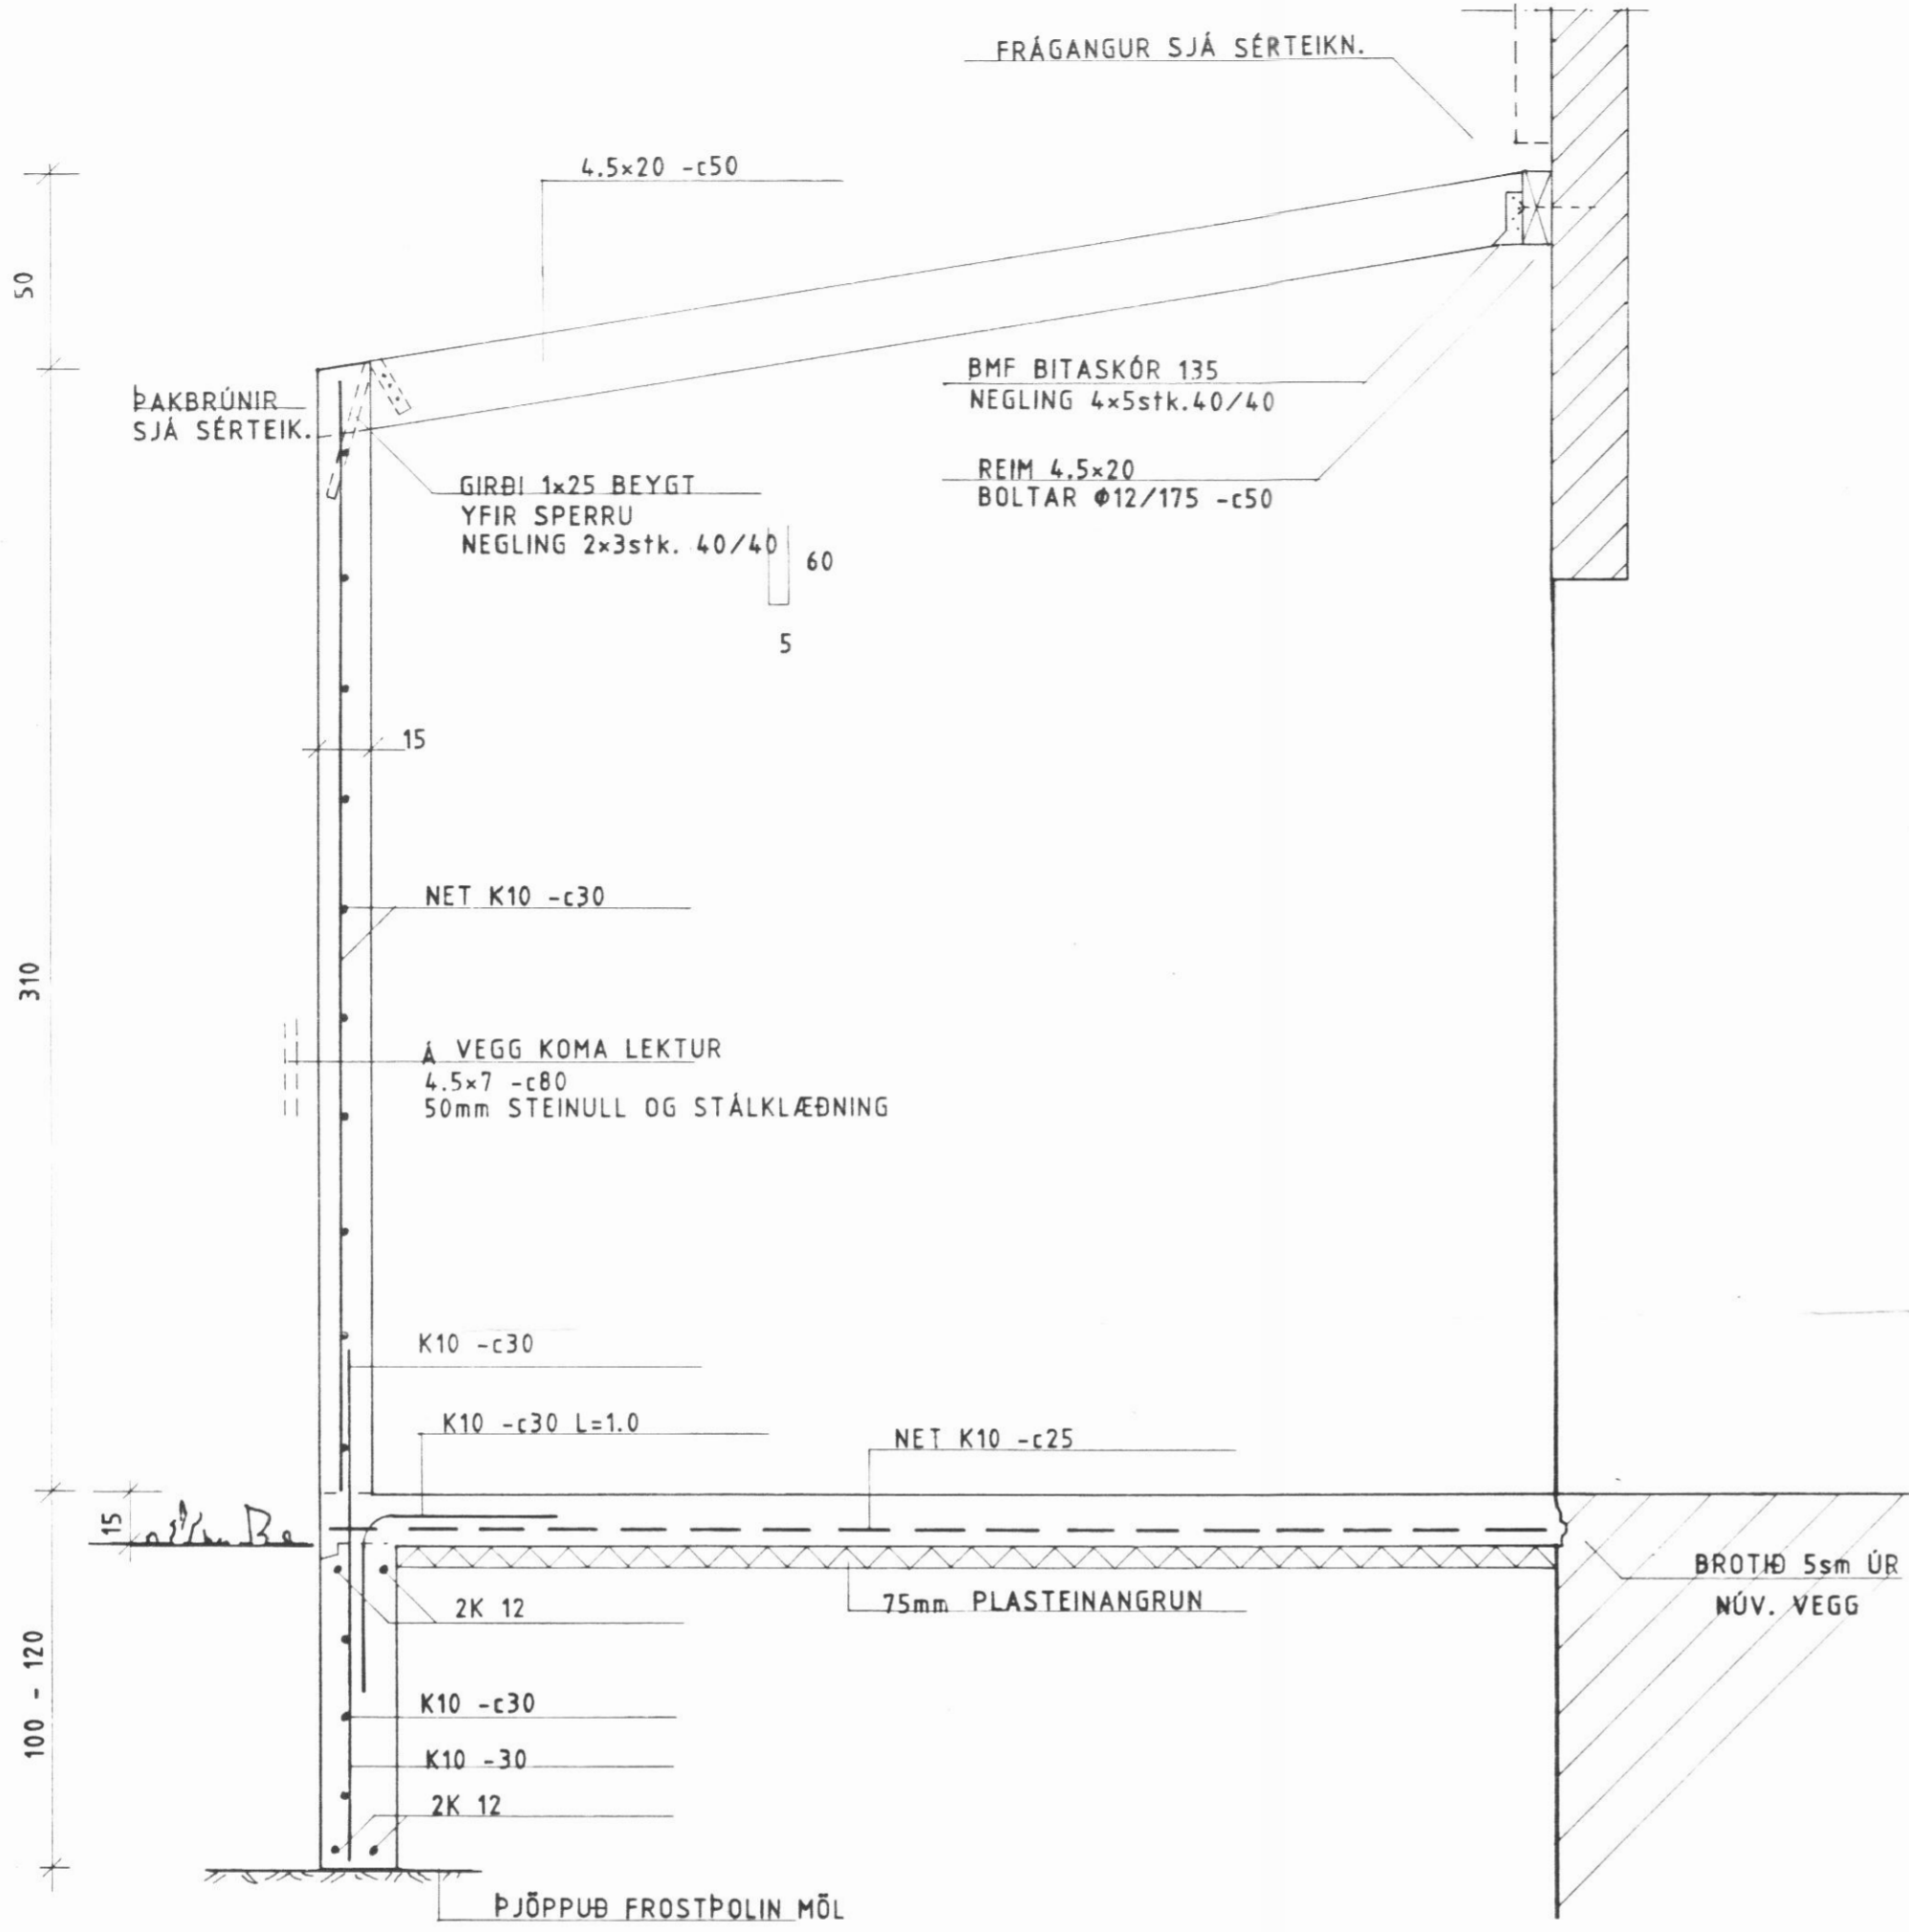 FRÁGANGUR SJÁ SÉRTEIKN.
4.5×20 -c50
50
ÞAKBRÚNIR
SJÁ SÉRTEIK.
BMF BITASKÓR 135
NEGLING 4×5stk.40/40
REIM 4.5×20
BOLTAR Φ12/175 -c50
GIRÐI 1×25 BEYGT
YFIR SPERRU
NEGLING 2×3stk. 40/40
60
5
15
NET K10 -c30
310
Á VEGG KOMA LEKTUR
4.5×7 -c80
50mm STEINULL OG STÁLKLÆÐNING
K10 -c30
K10 -c30 L=1.0
NET K10 -c25
15
BROTIÐ 5sm ÚR
NÚV. VEGG
75mm PLASTEINANGRUN
2K 12
100 - 120
K10 -c30
K10 -30
2K 12
ÞJÖPPUÐ FROSTÞOLIN MÖL